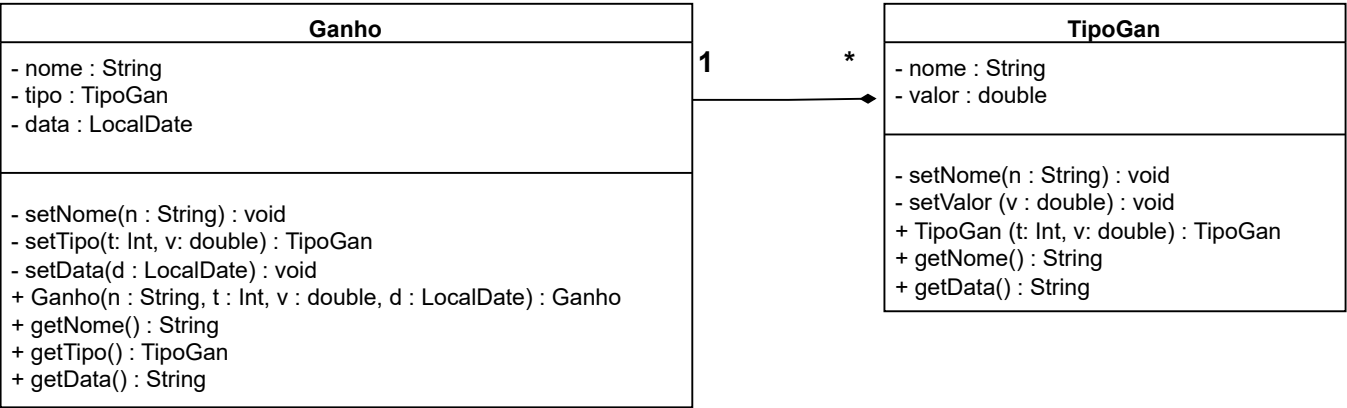 Ganho
- nome : String
- tipo : TipoGan
- data : LocalDate
- setNome(n : String) : void
- setTipo(t: Int, v: double) : TipoGan
- setData(d : LocalDate) : void
+ Ganho(n : String, t : Int, v : double, d : LocalDate) : Ganho
+ getNome() : String
+ getTipo() : TipoGan
+ getData() : String
1
*
TipoGan
- nome : String
- valor : double
- setNome(n : String) : void
- setValor (v : double) : void
+ TipoGan (t: Int, v: double) : TipoGan
+ getNome() : String
+ getData() : String